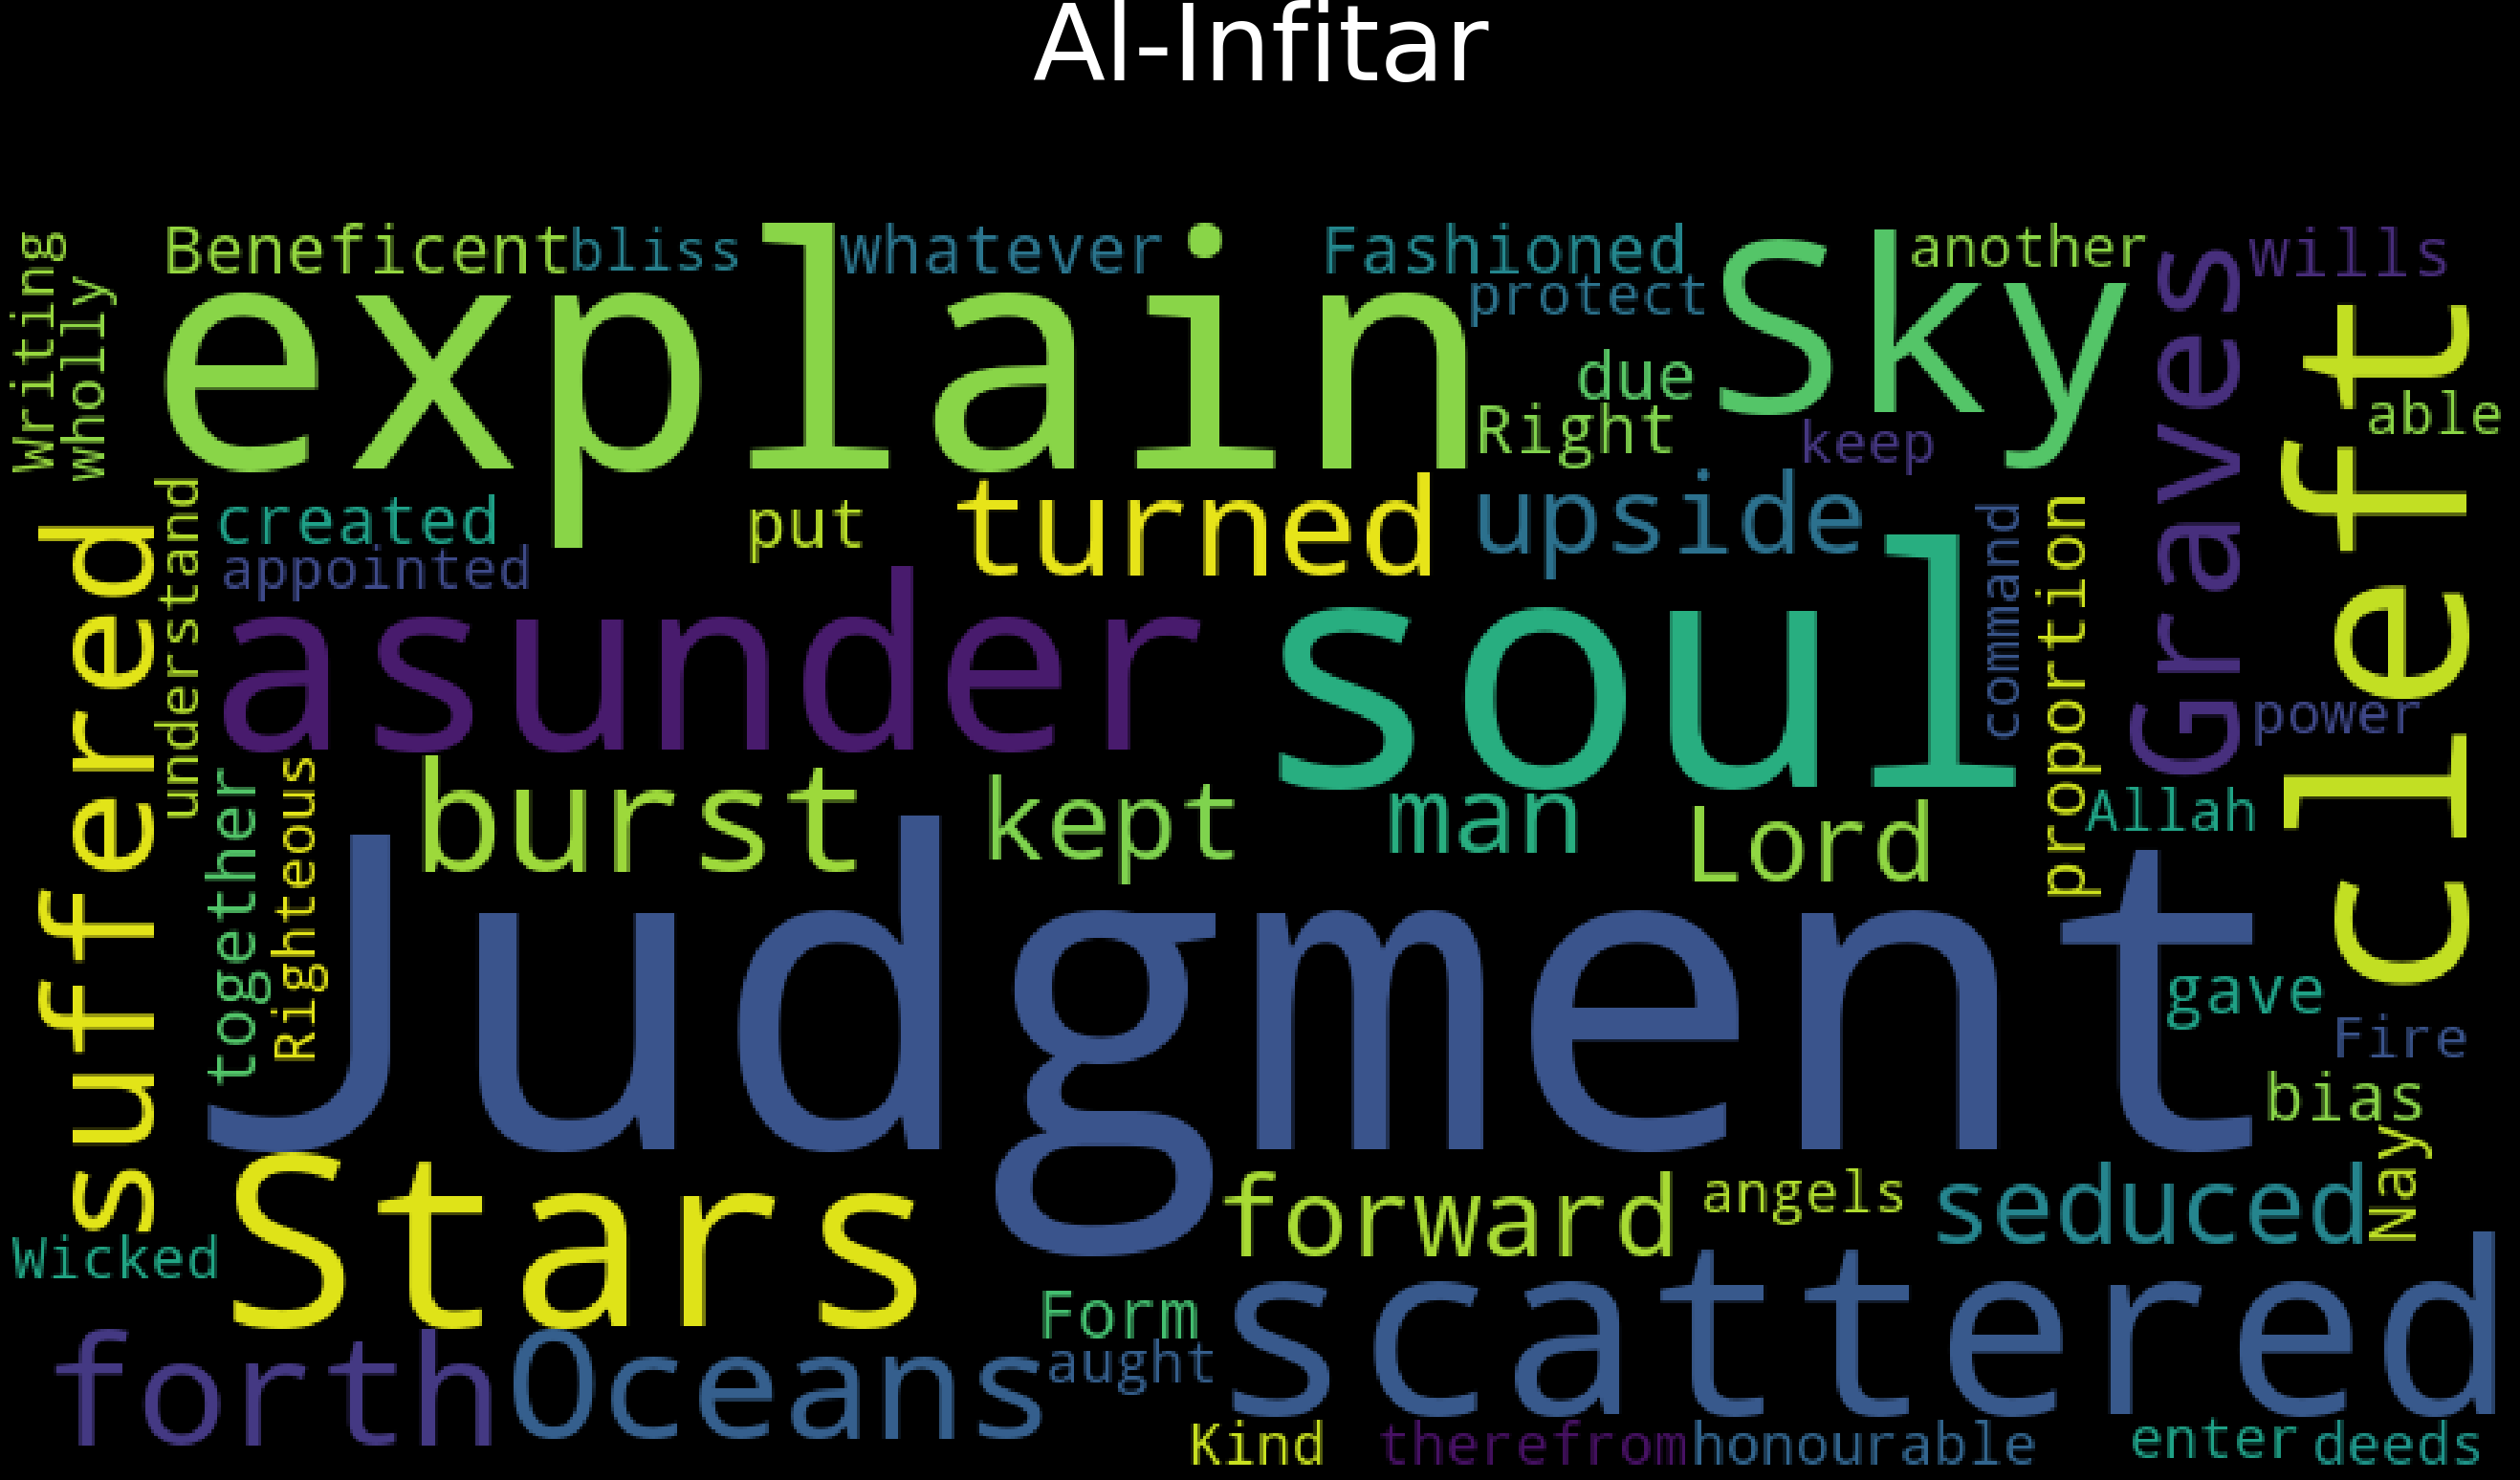 Al-Infitar
Writing
wholly
Beneficent
bliss
whatever
Fashioned
another
wills
explain
protect
Sky
Graves
cleft
due
Right
keep
able
suffered
understand
created
appointed
put
turned
upside
command
proportion
asunder
soul
power
together
Righteous
burst
kept
man
Lord
Allah
Judgment
gave
Fire
bias
Nay
Stars
forward
angels
seduced
Wicked
scattered
Form
aught
forth
Oceans
Kind
therefrom
honourable
enter
deeds